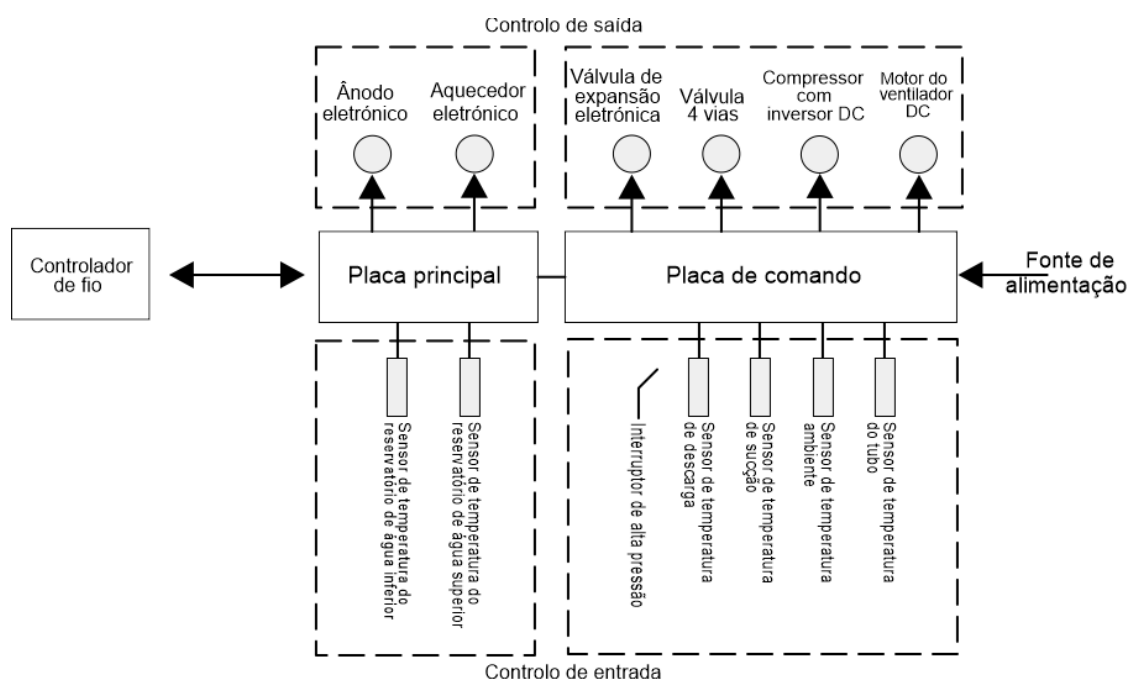 Controlo de saída
Ânodo
eletrónico
Aquecedor
eletrónico
Válvula de
expansão
eletrónica
Válvula
4 vias
Compressor
com
inversor DC
Motor do
ventilador
DC
Controlador
de fio
Placa principal
Placa de comando
Fonte de
alimentação
Sensor de temperatura do
reservatório de água inferior
Sensor de temperatura do
reservatório de água superior
Interruptor de alta pressão
Sensor de temperatura
de descarga
Sensor de temperatura
de sucção
Sensor de temperatura
ambiente
Sensor de temperatura
do tubo
Controlo de entrada